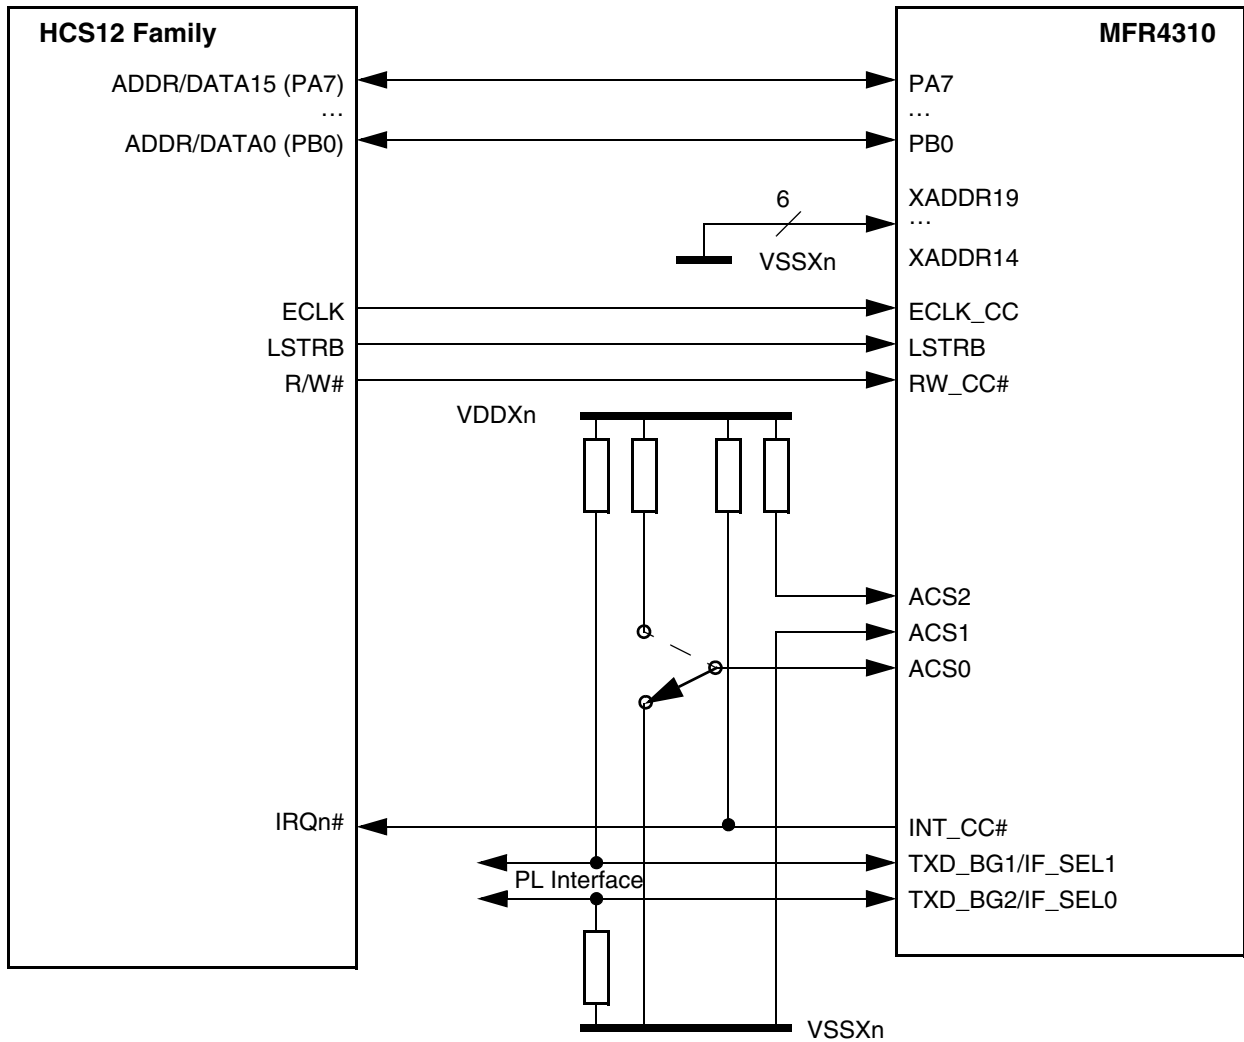 HCS12 Family
MFR4310
ADDR/DATA15 (PA7)
PA7
...
...
ADDR/DATA0 (PB0)
PB0
6
XADDR19
...
VSSXn
XADDR14
ECLK
ECLK_CC
LSTRB
LSTRB
R/W#
RW_CC#
VDDXn
ACS2
ACS1
ACS0
IRQn#
INT_CC#
TXD_BG1/IF_SEL1
PL Interface
TXD_BG2/IF_SEL0
VSSXn